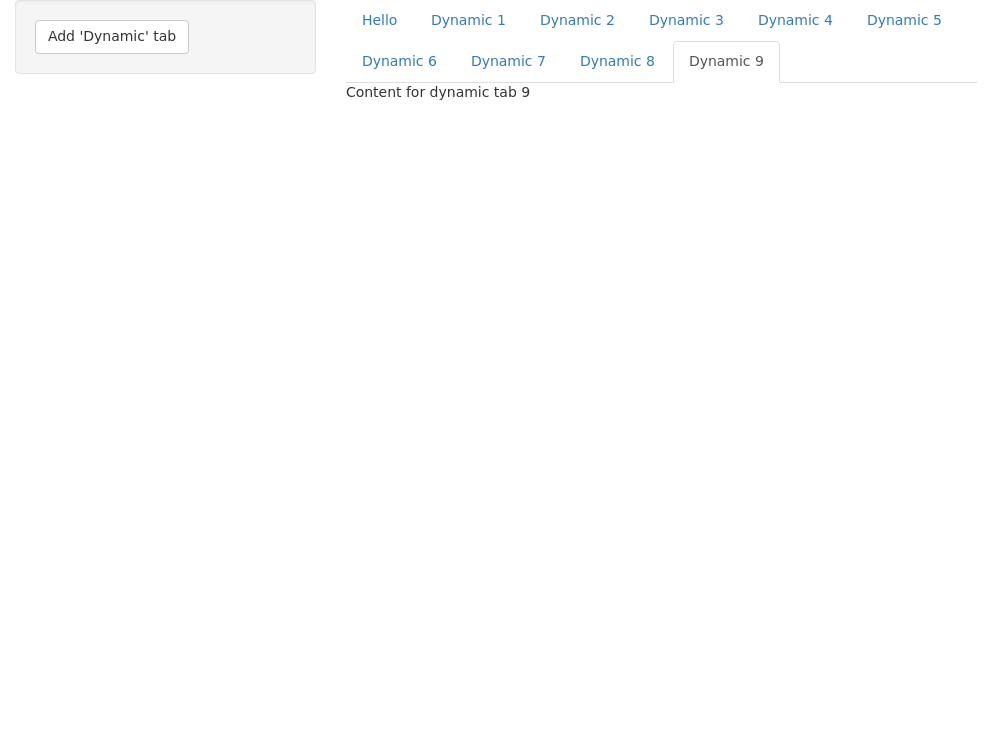 Add 'Dynamic' tab
Hello Dynamic 1 Dynamic 2 Dynamic 3 Dynamic 4 Dynamic 5
Dynamic 6 Dynamic 7 Dynamic 8 Dynamic 9
Content for dynamic tab 9